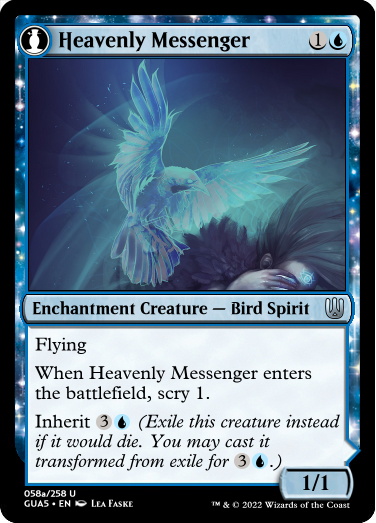 Heavenly Messenger 1
Enchantment Creature — Bird Spirit
Flying
When Heavenly Messenger enters
the battlefield, scry 1.
Inherit 3 (Exile this creature instead
if it would die. You may cast it
transformed from exile for 3.)
1/1
058a/258 U
GUA5 • EN Lea Faske
™ & © 2022 Wizards of the Coast